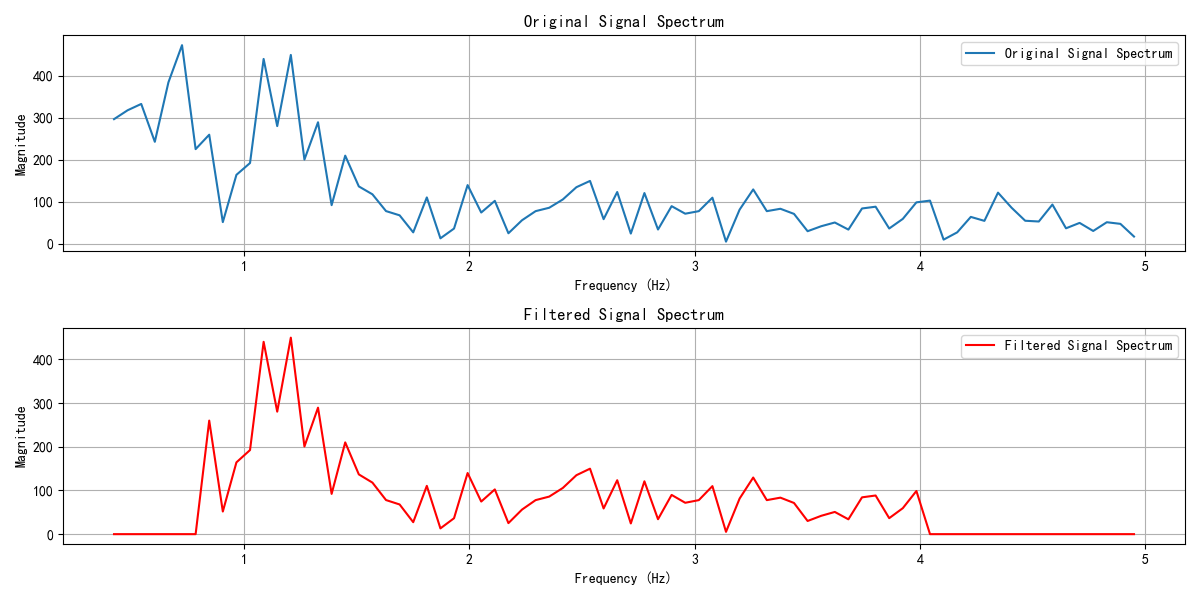 Original Signal Spectrum
Original Signal Spectrum
Magnitude
400
300
200
100
0
1 2 3 4 5
Frequency (Hz)
Filtered Signal Spectrum
Filtered Signal Spectrum
Magnitude
400
300
200
100
0
1 2 3 4 5
Frequency (Hz)